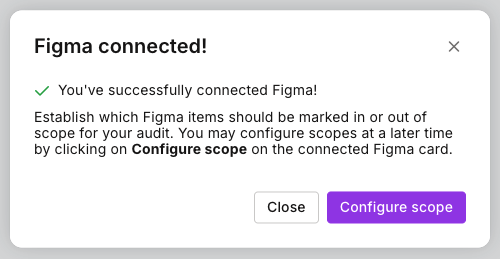 Figma connected!
You've successfully connected Figma!
Establish which Figma items should be marked in or out of
scope for your audit. You may configure scopes at a later time
by clicking on Configure scope on the connected Figma card.
Close
Configure scope